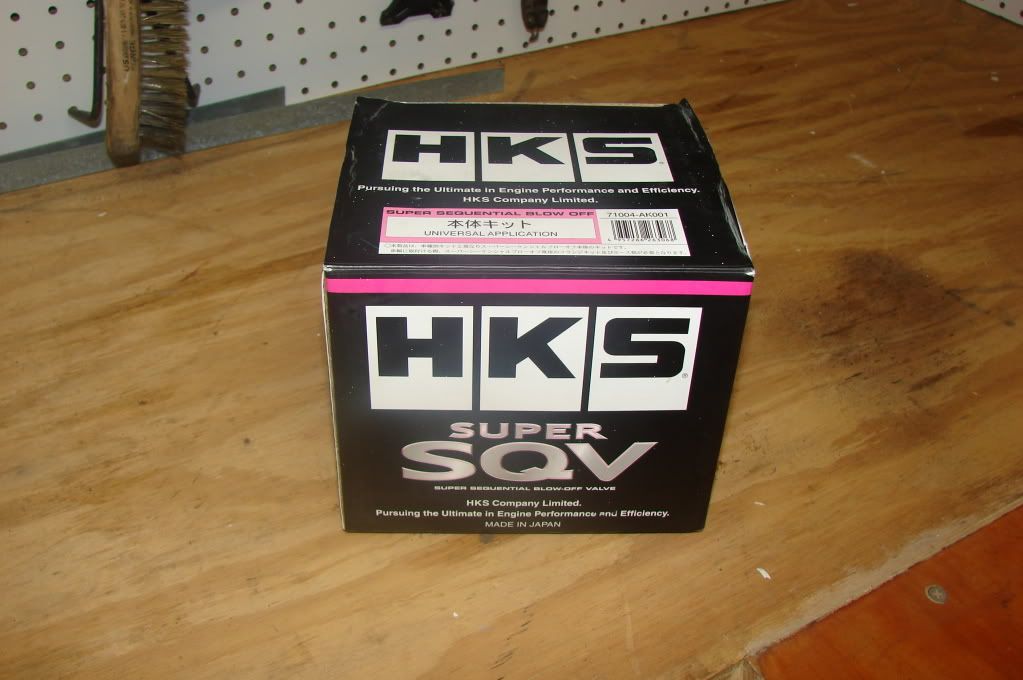 HKS®
Pursuing the Ultimate in Engine Performance and Efficiency.
HKS Company Limited.
SUPER SEQUENTIAL BLOW OFF
71004-AK001
本体キット
UNIVERSAL APPLICATION
HKS®
SUPER
SQV
SUPER SEQUENTIAL BLOW-OFF VALVE
HKS Company Limited.
Pursuing the Ultimate in Engine Performance and Efficiency.
MADE IN JAPAN